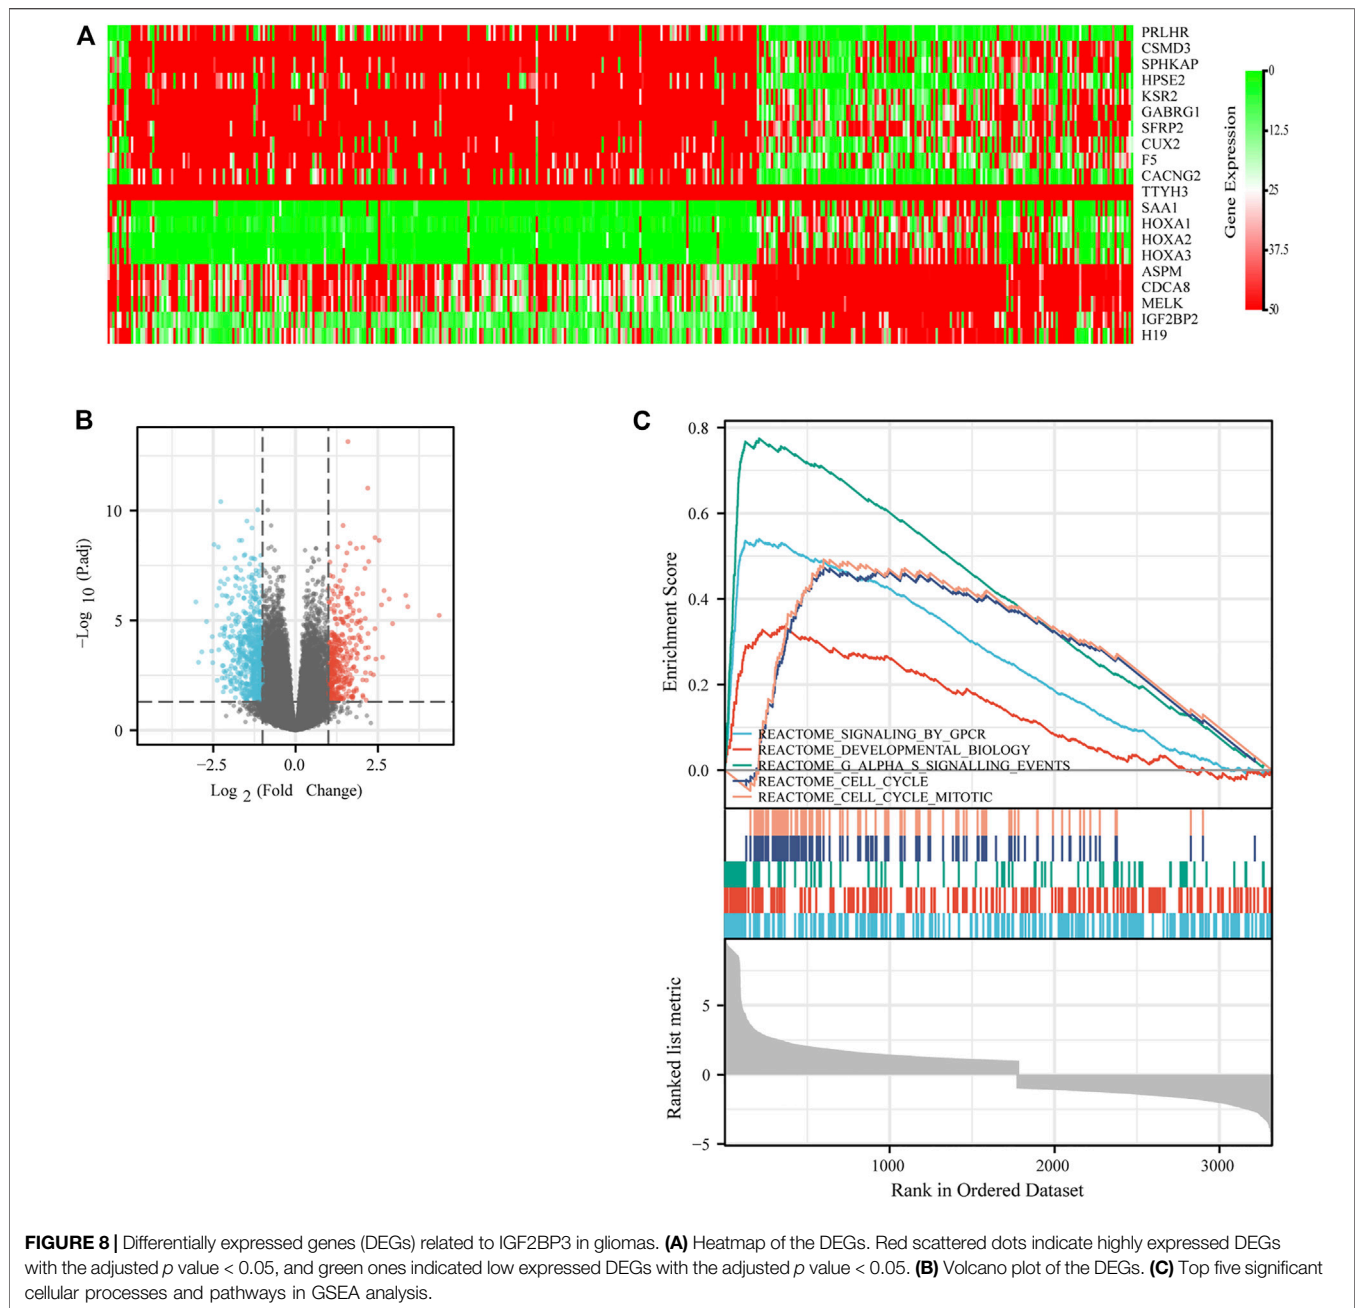 A
PRLHR
CSMD3
SPHKAP
HPSE2
KSR2
GABRG1
SFRP2
CUX2
F5
CACNG2
TTYH3
SAA1
HOXA1
HOXA2
HOXA3
ASPM
CDCA8
MELK
IGF2BP2
H19
Gene Expression
0
12.5
25
37.5
50
B
−Log 10 (P.adj)
10
5
0
−2.5 0.0 2.5
Log 2 (Fold Change)
C
Enrichment Score
0.8
0.6
0.4
0.2
0.0
REACTOME_SIGNALING_BY_GPCR
REACTOME_DEVELOPMENTAL_BIOLOGY
REACTOME_G_ALPHA_S_SIGNALLING_EVENTS
REACTOME_CELL_CYCLE
REACTOME_CELL_CYCLE_MITOTIC
Ranked list metric
5
0
−5
1000 2000 3000
Rank in Ordered Dataset
FIGURE 8 | Differentially expressed genes (DEGs) related to IGF2BP3 in gliomas. (A) Heatmap of the DEGs. Red scattered dots indicate highly expressed DEGs
with the adjusted p value < 0.05, and green ones indicated low expressed DEGs with the adjusted p value < 0.05. (B) Volcano plot of the DEGs. (C) Top five significant
cellular processes and pathways in GSEA analysis.